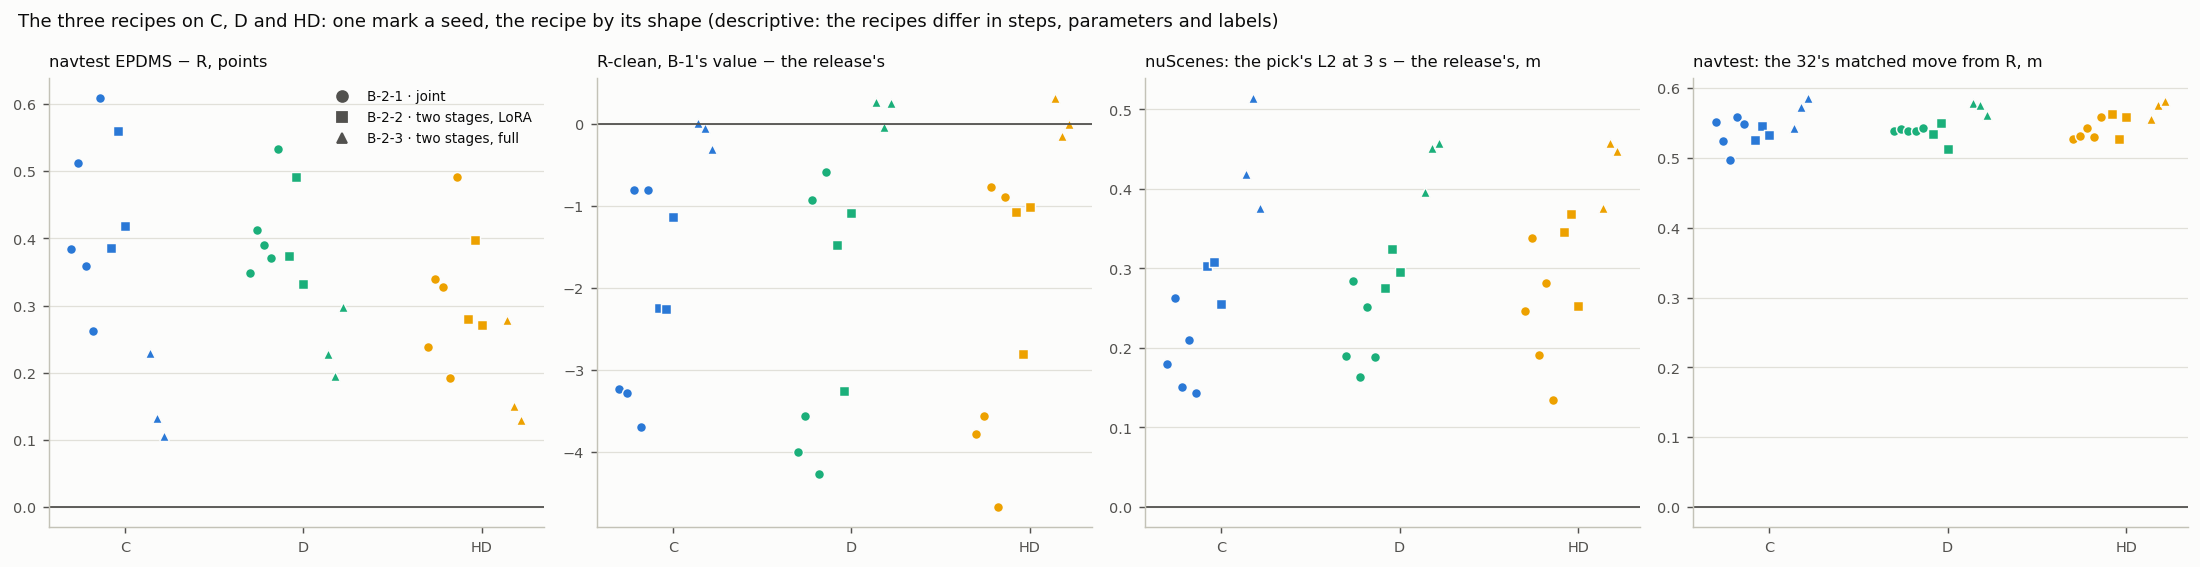 The three recipes on C, D and HD: one mark a seed, the recipe by its shape (descriptive: the recipes differ in steps, parameters and labels)
navtest EPDMS − R, points
B-2-1 · joint
B-2-2 · two stages, LoRA
B-2-3 · two stages, full
0.6
0.5
0.4
0.3
0.2
0.1
0.0
C
D
HD
R-clean, B-1's value − the release's
0
−1
−2
−3
−4
C
D
HD
nuScenes: the pick's L2 at 3 s − the release's, m
0.5
0.4
0.3
0.2
0.1
0.0
C
D
HD
navtest: the 32's matched move from R, m
0.6
0.5
0.4
0.3
0.2
0.1
0.0
C
D
HD